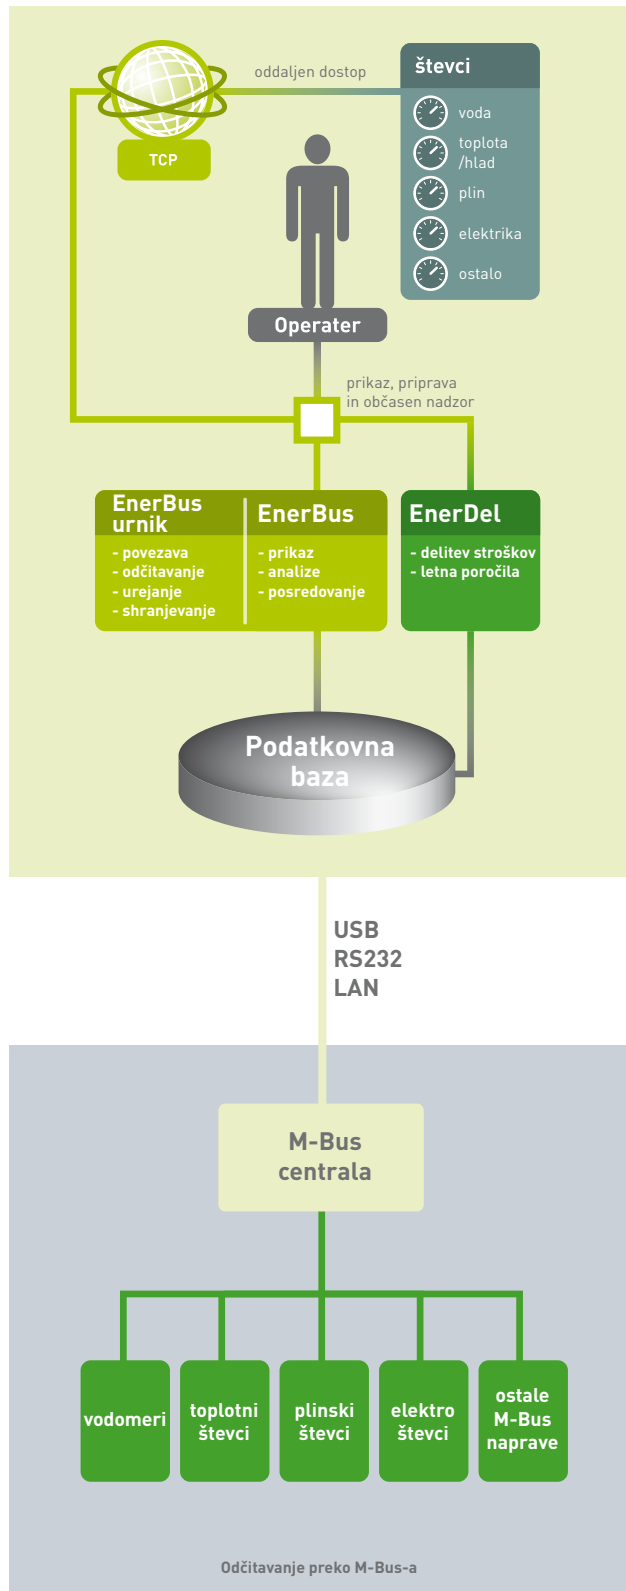 oddaljen dostop
TCP
števci
voda
toplota
/hlad
plin
elektrika
ostalo
Operater
prikaz, priprava
in občasen nadzor
EnerBus
urnik
- povezava
- odčitavanje
- urejanje
- shranjevanje
EnerBus
- prikaz
- analize
- posredovanje
EnerDel
- delitev stroškov
- letna poročila
Podatkovna
baza
USB
RS232
LAN
M-Bus
centrala
vodomeri
toplotni
števci
plinski
števci
elektro
števci
ostale
M-Bus
naprave
Odčitavanje preko M-Bus-a